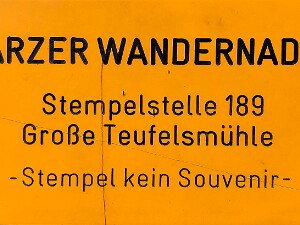 ARZER WANDERNAD
Stempelstelle 189
Große Teufelsmühle
-Stempel kein Souvenir-